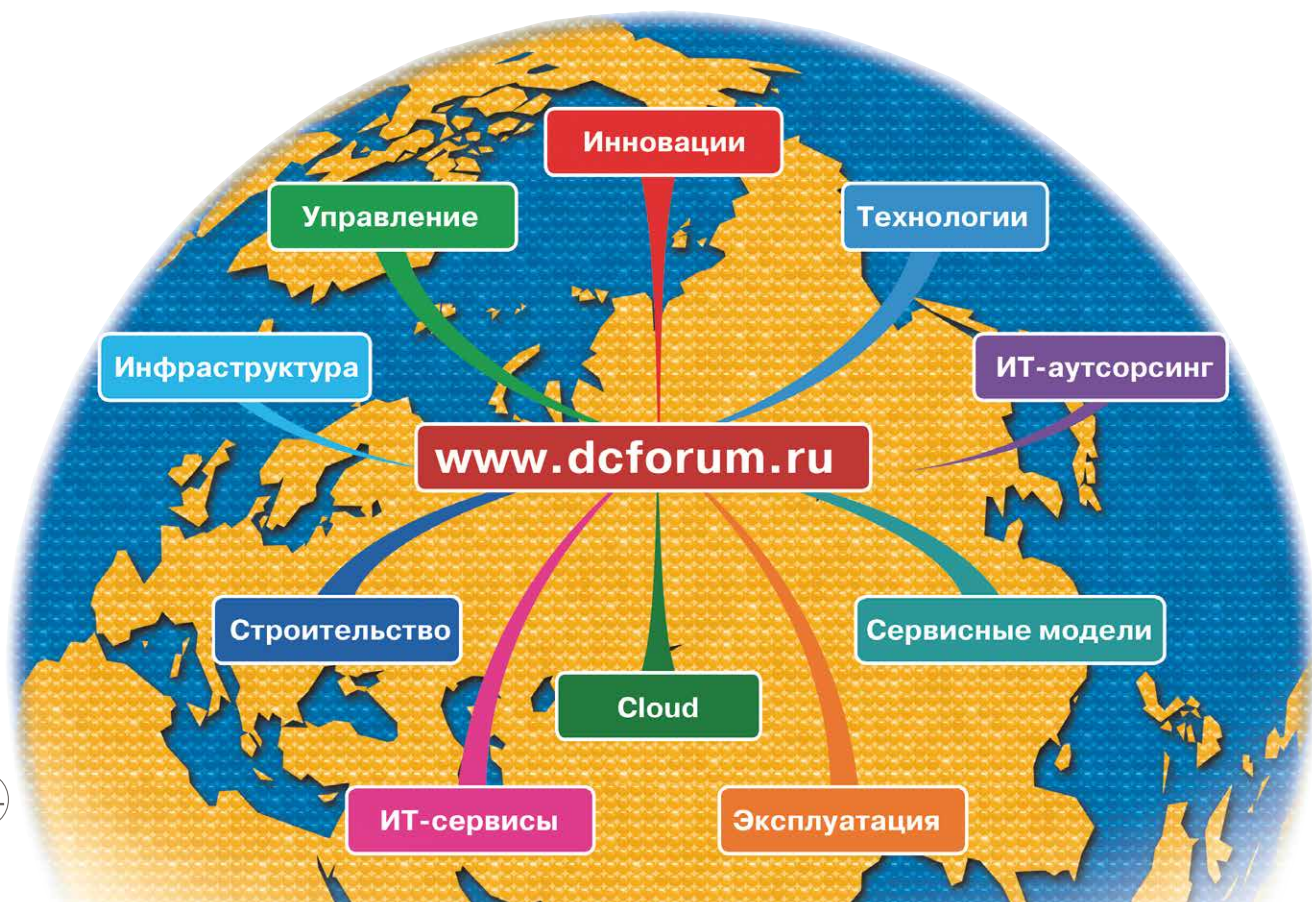 Инновации
Управление
Технологии
Инфраструктура
ИТ-аутсорсинг
www.dcforum.ru
Строительство
Сервисные модели
Cloud
ИТ-сервисы
Эксплуатация